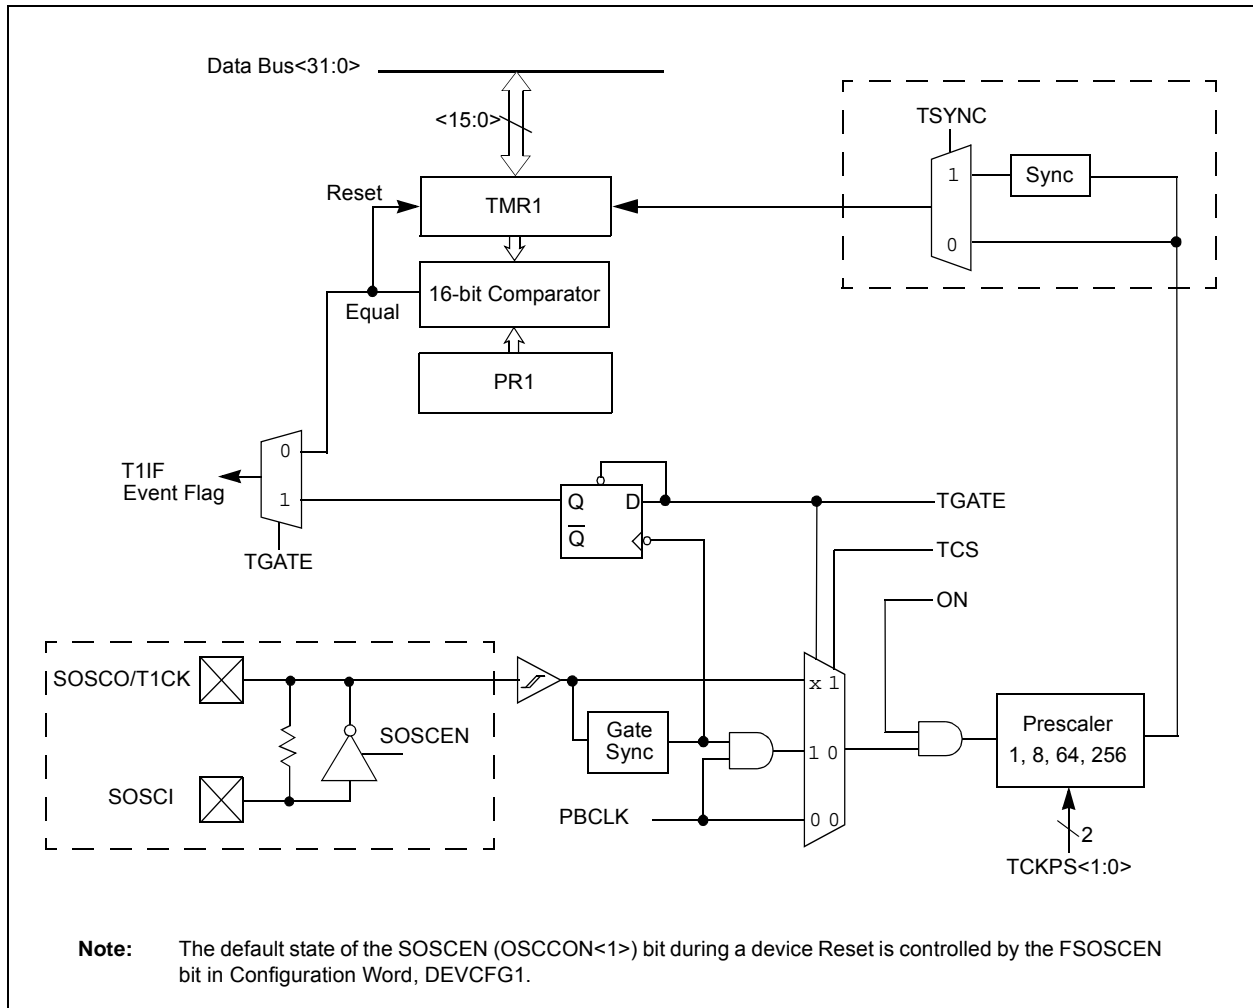 Data Bus<31:0>
<15:0>
TSYNC
1
Sync
0
Reset
TMR1
16-bit Comparator
Equal
PR1
0
T1IF
Event Flag
1
TGATE
Q
D
Q̅
TGATE
TCS
ON
SOSCO/T1CK
x 1
SOSCEN
Gate
Sync
1 0
Prescaler
1, 8, 64, 256
SOSCI
PBCLK
0 0
2
TCKPS<1:0>
Note: The default state of the SOSCEN (OSCCON<1>) bit during a device Reset is controlled by the FSOSCEN
bit in Configuration Word, DEVCFG1.